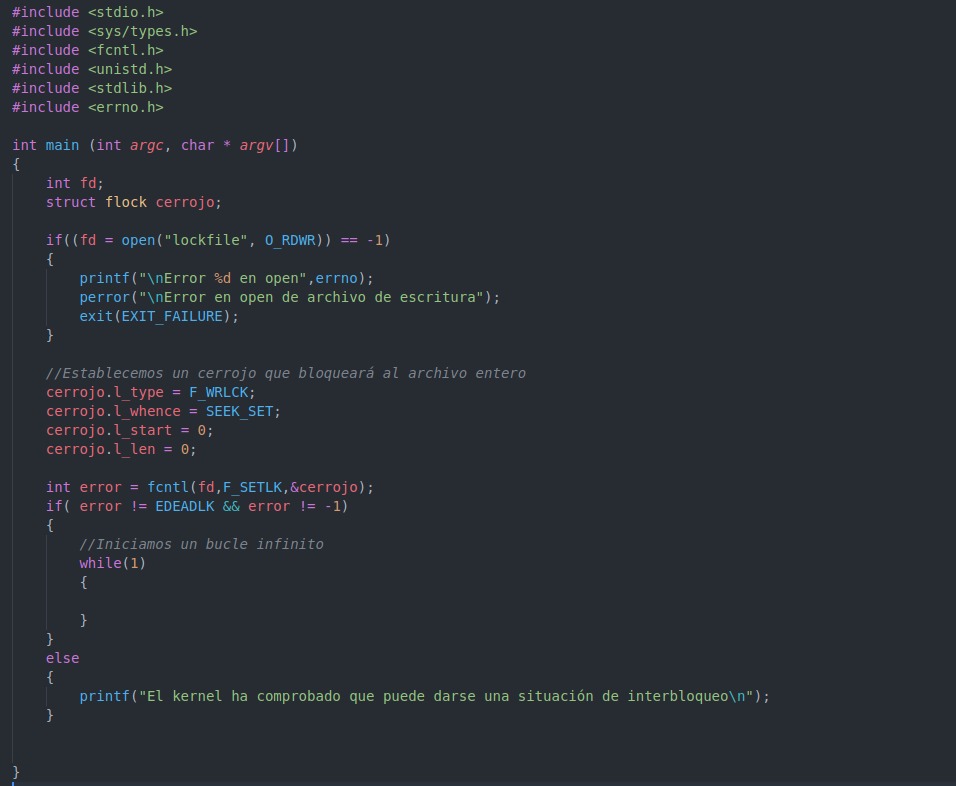 #include <stdio.h>
#include <sys/types.h>
#include <fcntl.h>
#include <unistd.h>
#include <stdlib.h>
#include <errno.h>

int main (int argc, char * argv[])
{
    int fd;
    struct flock cerrojo;

    if((fd = open("lockfile", O_RDWR)) == -1)
    {
        printf("\nError %d en open",errno);
        perror("\nError en open de archivo de escritura");
        exit(EXIT_FAILURE);
    }

    //Establecemos un cerrojo que bloqueará al archivo entero
    cerrojo.l_type = F_WRLCK;
    cerrojo.l_whence = SEEK_SET;
    cerrojo.l_start = 0;
    cerrojo.l_len = 0;

    int error = fcntl(fd,F_SETLK,&cerrojo);
    if( error != EDEADLK && error != -1)
    {
        //Iniciamos un bucle infinito
        while(1)
        {

        }
    }
    else
    {
        printf("El kernel ha comprobado que puede darse una situación de interbloqueo\n");
    }


}